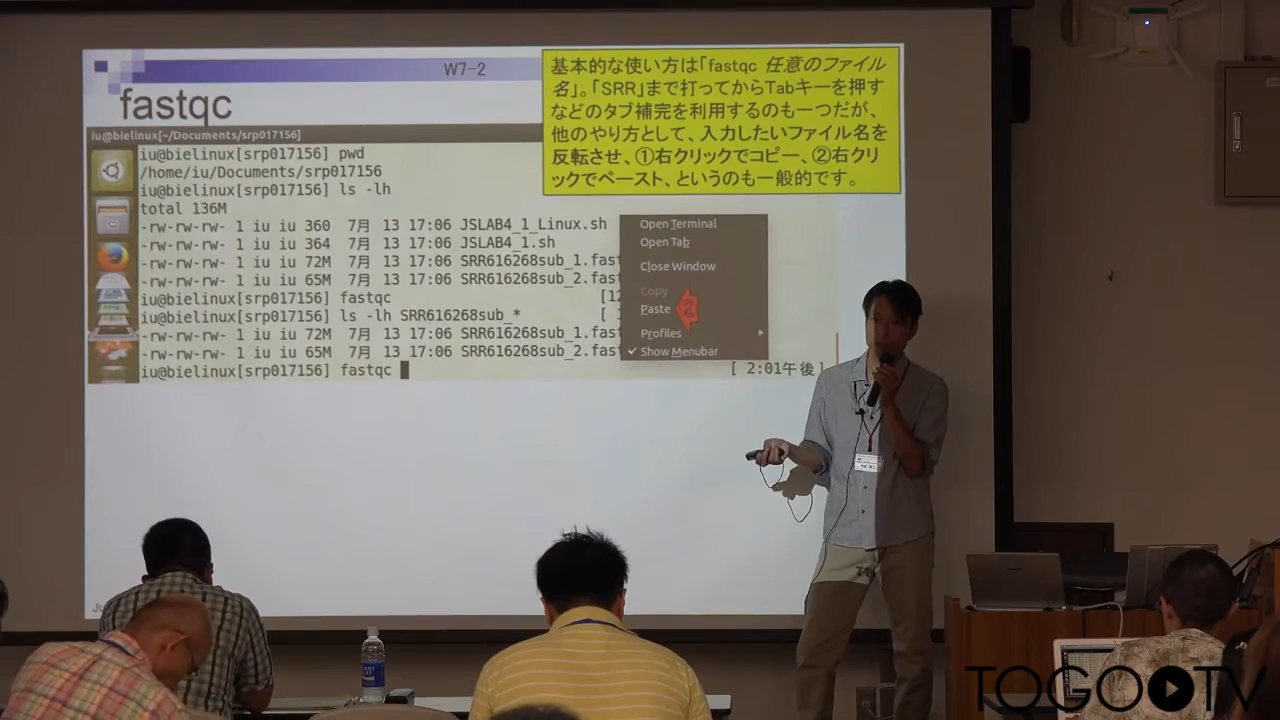 W7-2
fastqc
基本的な使い方は「fastqc 任意のファイル
名」。「SRR」まで打ってからTabキーを押す
などのタブ補完を利用するのも一つだが、
他のやり方として、入力したいファイル名を
反転させ、①右クリックでコピー、②右クリ
ックでペースト、というのも一般的です。
iu@bielinux[~/Documents/srp017156]
iu@bielinux[srp017156] pwd
/home/iu/Documents/srp017156
iu@bielinux[srp017156] ls -lh
total 136M
-rw-rw-rw- 1 iu iu 360 7月 13 17:06 JSLAB4_1_Linux.sh
-rw-rw-rw- 1 iu iu 364 7月 13 17:06 JSLAB4_1.sh
-rw-rw-rw- 1 iu iu 72M 7月 13 17:06 SRR616268sub_1.fast
-rw-rw-rw- 1 iu iu 65M 7月 13 17:06 SRR616268sub_2.fast
iu@bielinux[srp017156] fastqc [12
iu@bielinux[srp017156] ls -lh SRR616268sub_* [
-rw-rw-rw- 1 iu iu 72M 7月 13 17:06 SRR616268sub_1.fast
-rw-rw-rw- 1 iu iu 65M 7月 13 17:06 SRR616268sub_2.fast
iu@bielinux[srp017156] fastqc [ 2:01午後]
Open Terminal
Open Tab
Close Window
Copy
Paste ②
Profiles
✓ Show Menubar
TOGOTV